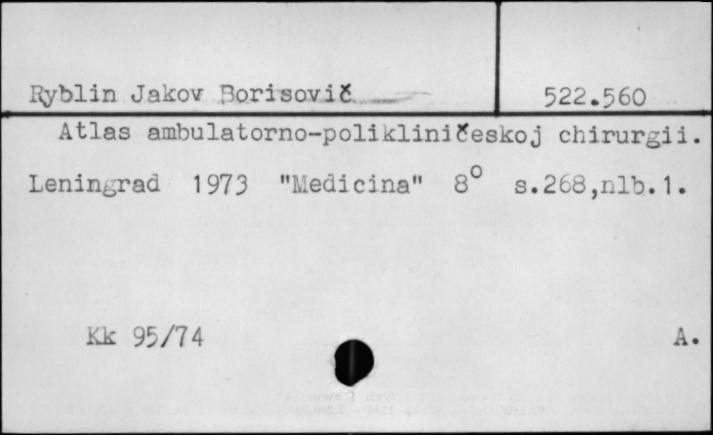 Ryblin Jakov Borisovič 522.560
Atlas ambulatorno-polikliničeskoj chirurgii.
Leningrad 1973 "Medicina" 8° s.268,nlb.1.
Kk 95/74 A.